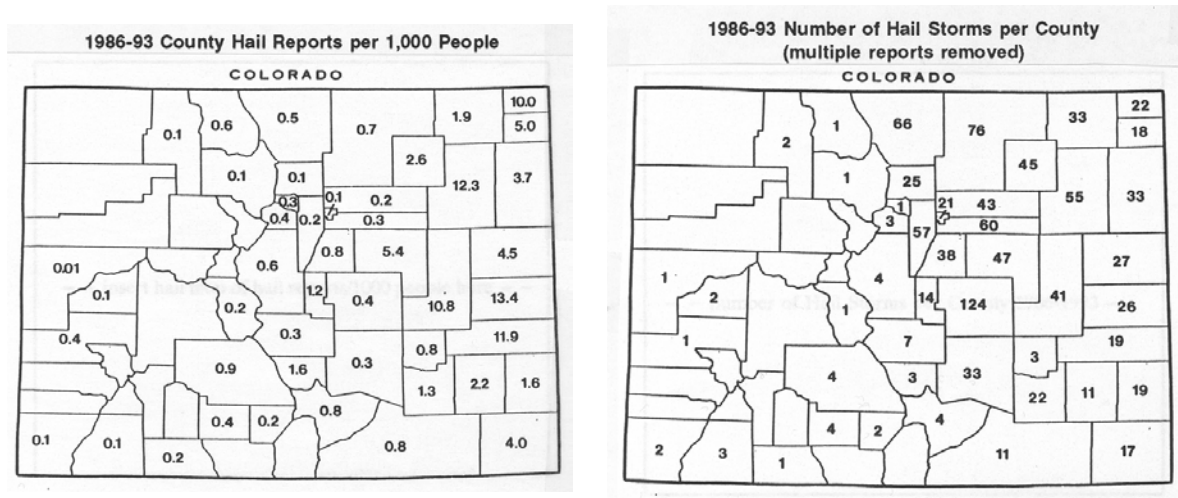 1986-93 County Hail Reports per 1,000 People
COLORADO
10.0
0.1 0.6 0.5 0.7 1.9
5.0
2.6
0.1 0.1 12.3 3.7
0.3 0.1 0.2
0.4 0.2 0.3
0.8 5.4 4.5
0.01 0.6
0.1 1.2 0.4 10.8 13.4
0.2
0.4 0.3 11.9
0.8
0.9 1.6 0.3
1.3 2.2 1.6
0.4 0.2 0.8
0.1 0.1 0.8 4.0
0.2
1986-93 Number of Hail Storms per County
(multiple reports removed)
COLORADO
22
1 66 76 33
2 18
45
1 25 55 33
1 21 43
3 57 60
38 47 27
1 4
2 14 124 41 26
1
1 7 19
3
4 3 33
22 11 19
4 2 4
2 3 11 17
1